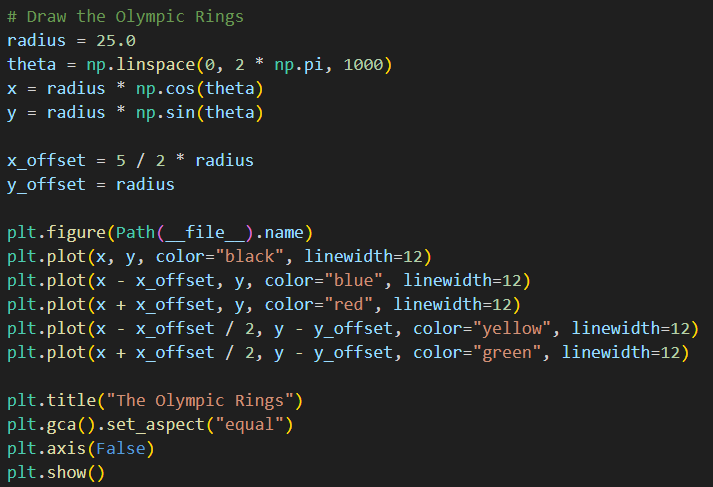 # Draw the Olympic Rings
radius = 25.0
theta = np.linspace(0, 2 * np.pi, 1000)
x = radius * np.cos(theta)
y = radius * np.sin(theta)

x_offset = 5 / 2 * radius
y_offset = radius

plt.figure(Path(__file__).name)
plt.plot(x, y, color="black", linewidth=12)
plt.plot(x - x_offset, y, color="blue", linewidth=12)
plt.plot(x + x_offset, y, color="red", linewidth=12)
plt.plot(x - x_offset / 2, y - y_offset, color="yellow", linewidth=12)
plt.plot(x + x_offset / 2, y - y_offset, color="green", linewidth=12)

plt.title("The Olympic Rings")
plt.gca().set_aspect("equal")
plt.axis(False)
plt.show()